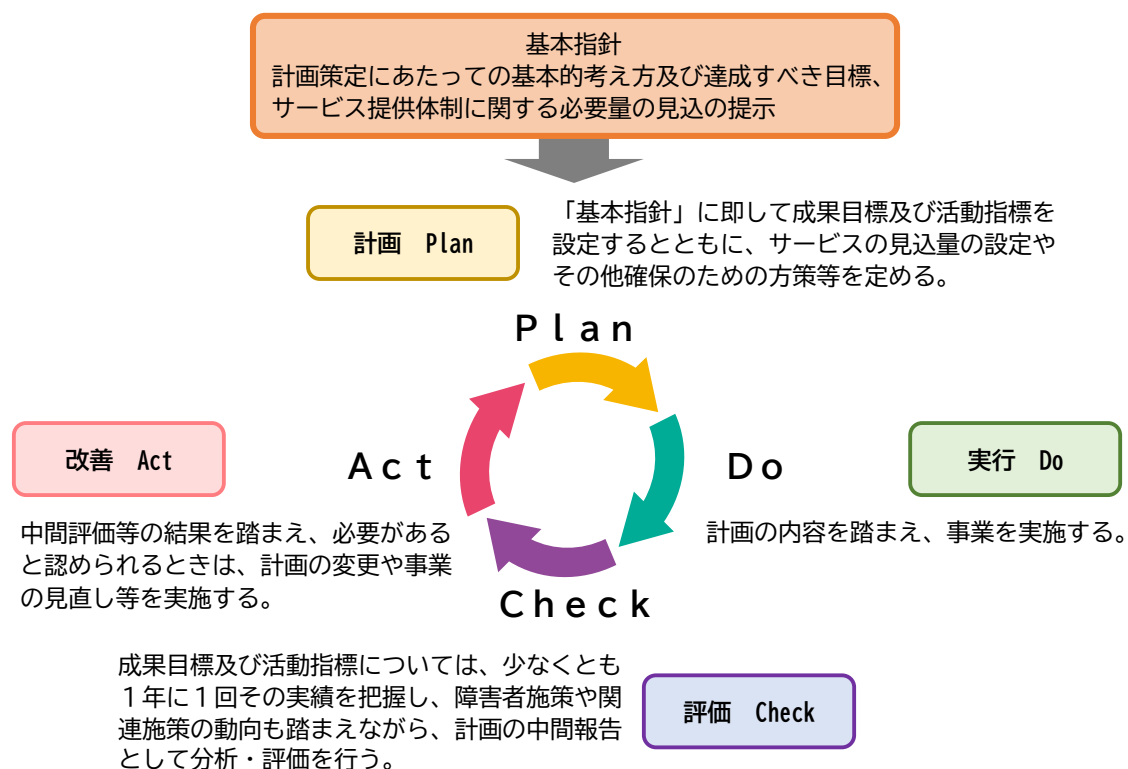 基本指針
計画策定にあたっての基本的考え方及び達成すべき目標、
サービス提供体制に関する必要量の見込の提示
計画　Plan
「基本指針」に即して成果目標及び活動指標を
設定するとともに、サービスの見込量の設定や
その他確保のための方策等を定める。
Ｐｌａｎ
改善　Act
Ａｃｔ
Ｄｏ
実行　Do
中間評価等の結果を踏まえ、必要がある
と認められるときは、計画の変更や事業
の見直し等を実施する。
計画の内容を踏まえ、事業を実施する。
Ｃｈｅｃｋ
成果目標及び活動指標については、少なくとも
１年に１回その実績を把握し、障害者施策や関
連施策の動向も踏まえながら、計画の中間報告
として分析・評価を行う。
評価　Check